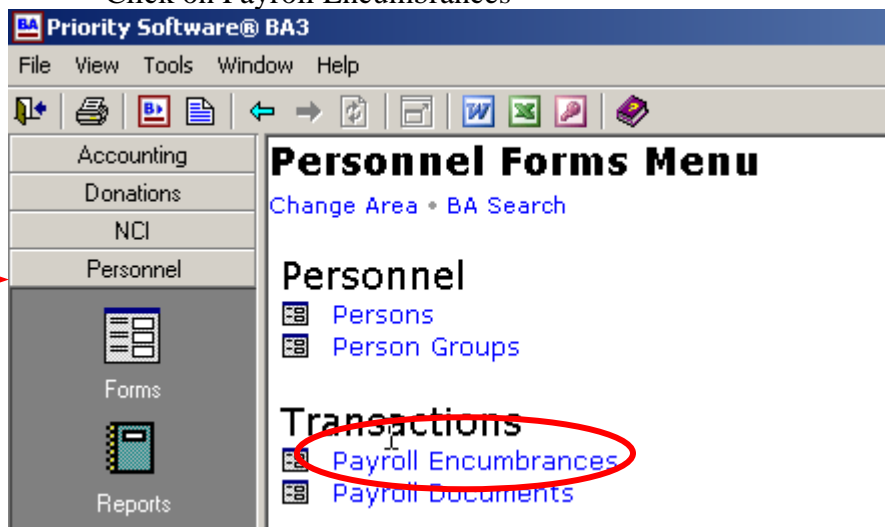 Click on Payroll Encumbrances
BA Priority Software® BA3
File View Tools Window Help
Accounting
Donations
NCI
Personnel
Forms
Reports
Personnel Forms Menu
Change Area • BA Search
Personnel
Persons
Person Groups
Transactions
Payroll Encumbrances
Payroll Documents